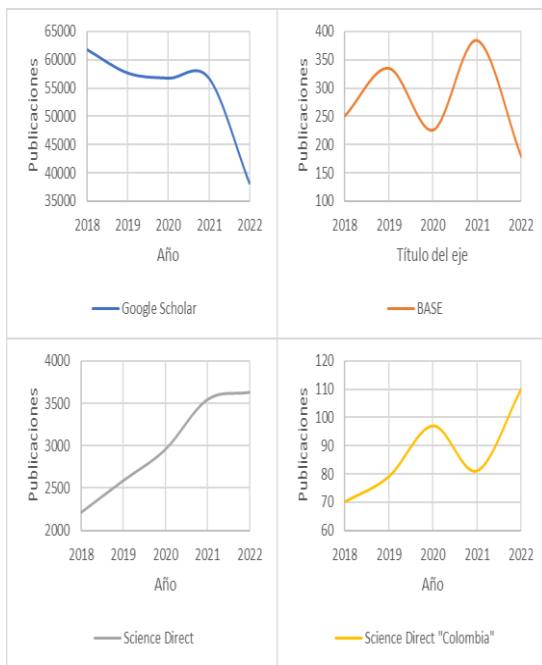 Publicaciones
65000
60000
55000
50000
45000
40000
35000
2018 2019 2020 2021 2022
Año
Google Scholar
Publicaciones
400
350
300
250
200
150
100
2018 2019 2020 2021 2022
Título del eje
BASE
Publicaciones
4000
3500
3000
2500
2000
2018 2019 2020 2021 2022
Año
Science Direct
Publicaciones
120
110
100
90
80
70
60
2018 2019 2020 2021 2022
Año
Science Direct "Colombia"